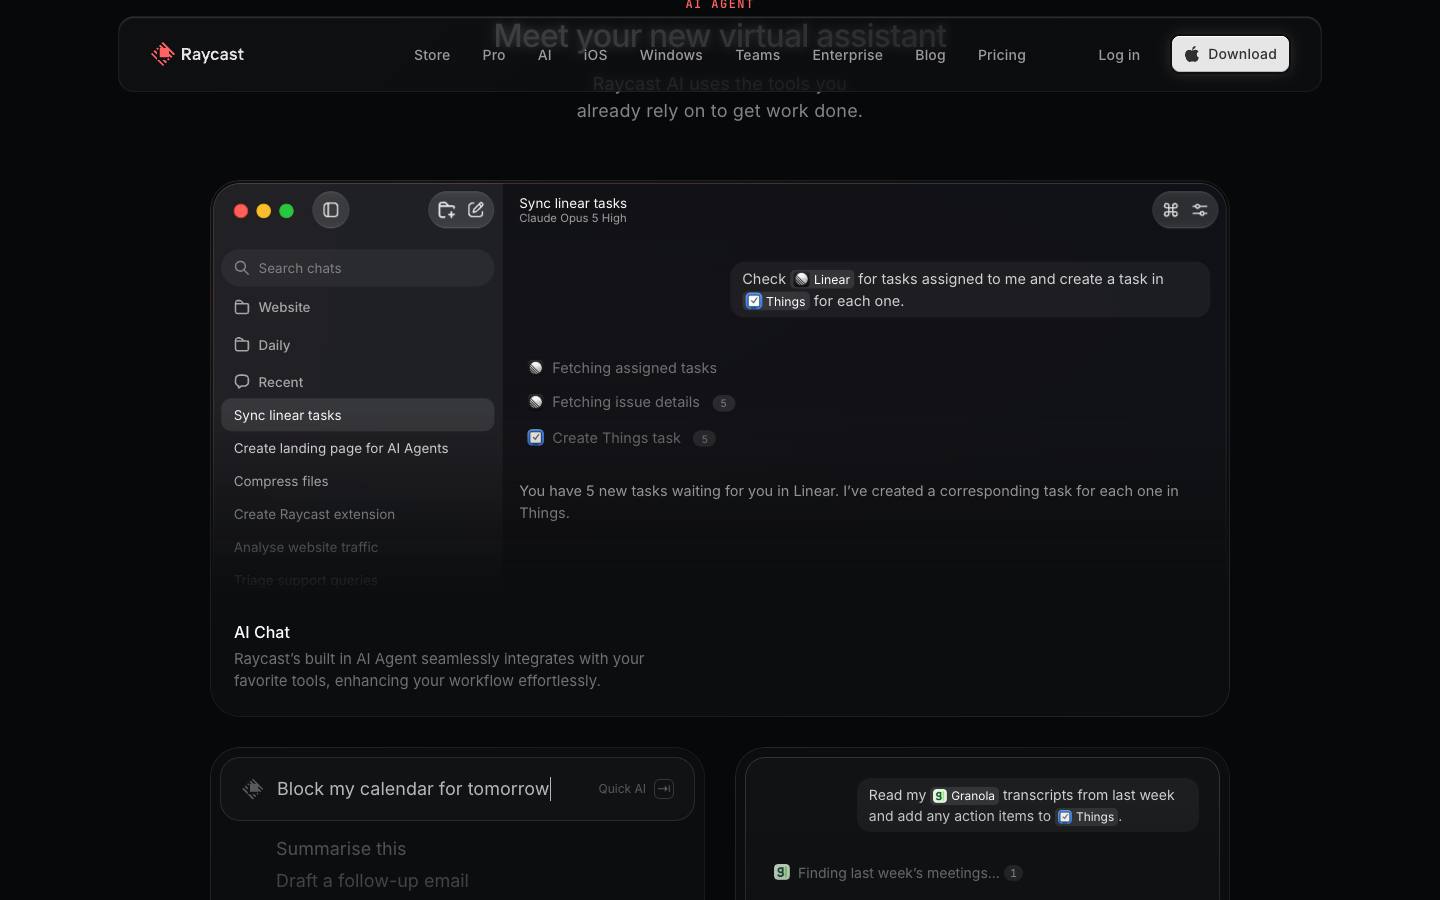 AI AGENT
Meet your new virtual assistant
Raycast
Store
Pro
AI
iOS
Windows
Teams
Enterprise
Blog
Pricing
Log in
Download
Raycast AI uses the tools you
already rely on to get work done.
Search chats
Website
Daily
Recent
Sync linear tasks
Create landing page for AI Agents
Compress files
Create Raycast extension
Analyse website traffic
Triage support queries
Sync linear tasks
Claude Opus 5 High
Check Linear for tasks assigned to me and create a task in
Things for each one.
Fetching assigned tasks
Fetching issue details 5
Create Things task 5
You have 5 new tasks waiting for you in Linear. I’ve created a corresponding task for each one in
Things.
AI Chat
Raycast’s built in AI Agent seamlessly integrates with your
favorite tools, enhancing your workflow effortlessly.
Block my calendar for tomorrow
Quick AI
Summarise this
Draft a follow-up email
Read my Granola transcripts from last week
and add any action items to Things.
Finding last week’s meetings... 1